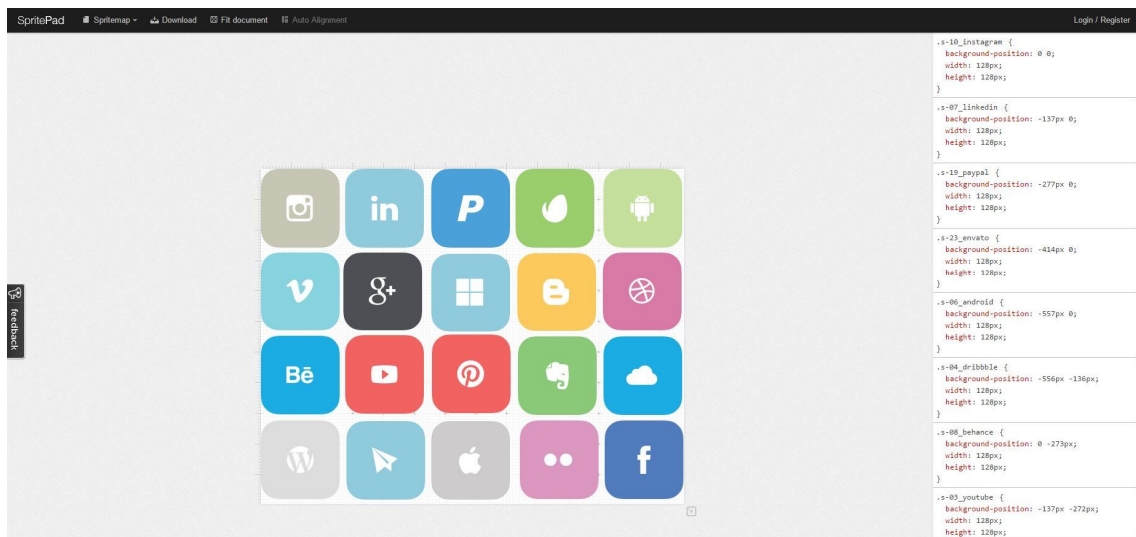 SpritePad Spritemap Download Fit document Auto Alignment Login / Register
.s-10_instagram {
background-position: 0 0;
width: 128px;
height: 128px;
}
.s-07_linkedin {
background-position: -137px 0;
width: 128px;
height: 128px;
}
.s-19_paypal {
background-position: -277px 0;
width: 128px;
height: 128px;
}
.s-23_envato {
background-position: -414px 0;
width: 128px;
height: 128px;
}
.s-06_android {
background-position: -557px 0;
width: 128px;
height: 128px;
}
.s-04_dribbble {
background-position: -556px -136px;
width: 128px;
height: 128px;
}
.s-08_behance {
background-position: 0 -273px;
width: 128px;
height: 128px;
}
.s-03_youtube {
background-position: -137px -272px;
width: 128px;
height: 128px;
in P
v g+ B
Bē
W f
feedback